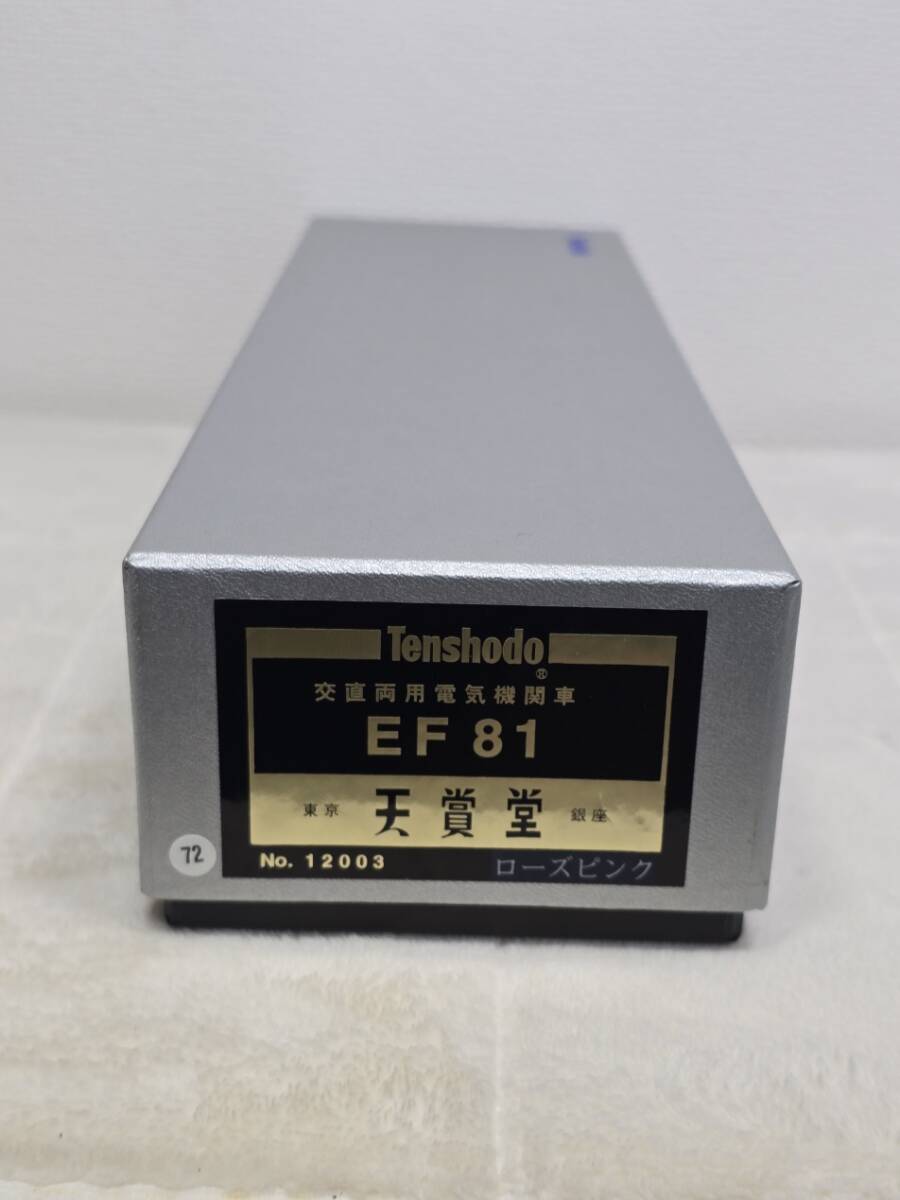 Tenshodo®
交直両用電気機関車
EF 81
東京 天賞堂 銀座
No. 12003 ローズピンク
72